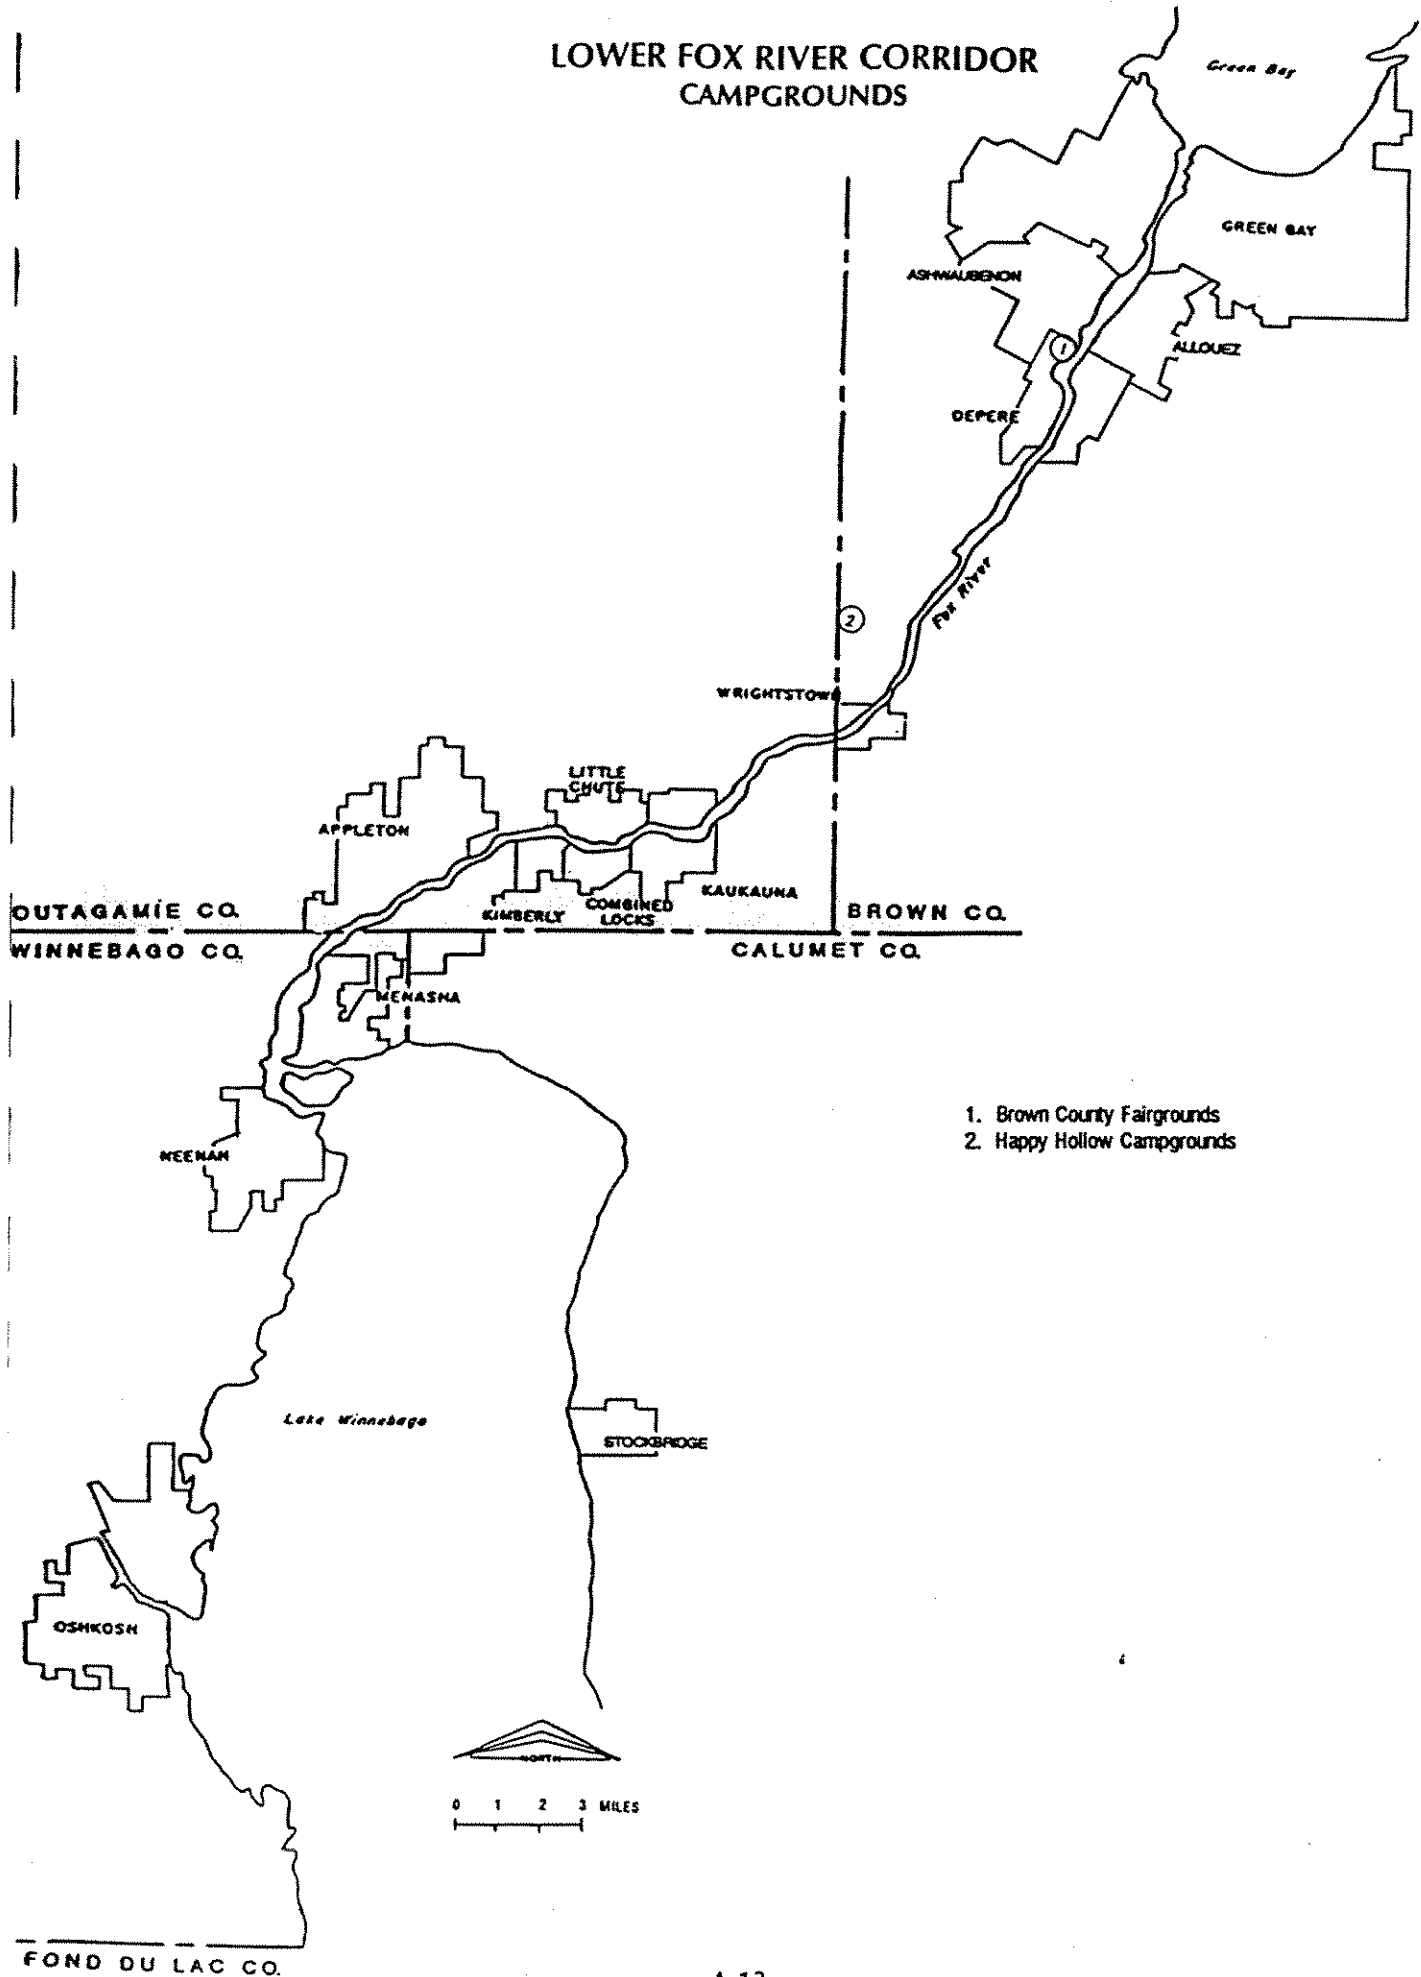 LOWER FOX RIVER CORRIDOR
CAMPGROUNDS
Green Bay
GREEN BAY
ASHWAUBENON
1
ALLOUEZ
DEPERE
Fox River
2
WRIGHTSTOWN
LITTLE
CHUTE
APPLETON
KAUKAUNA
COMBINED
LOCKS
KIMBERLY
OUTAGAMIE CO.
BROWN CO.
WINNEBAGO CO.
CALUMET CO.
MENASHA
1. Brown County Fairgrounds
2. Happy Hollow Campgrounds
NEENAH
Lake Winnebago
STOCKBRIDGE
OSHKOSH
NORTH
0 1 2 3 MILES
FOND DU LAC CO.